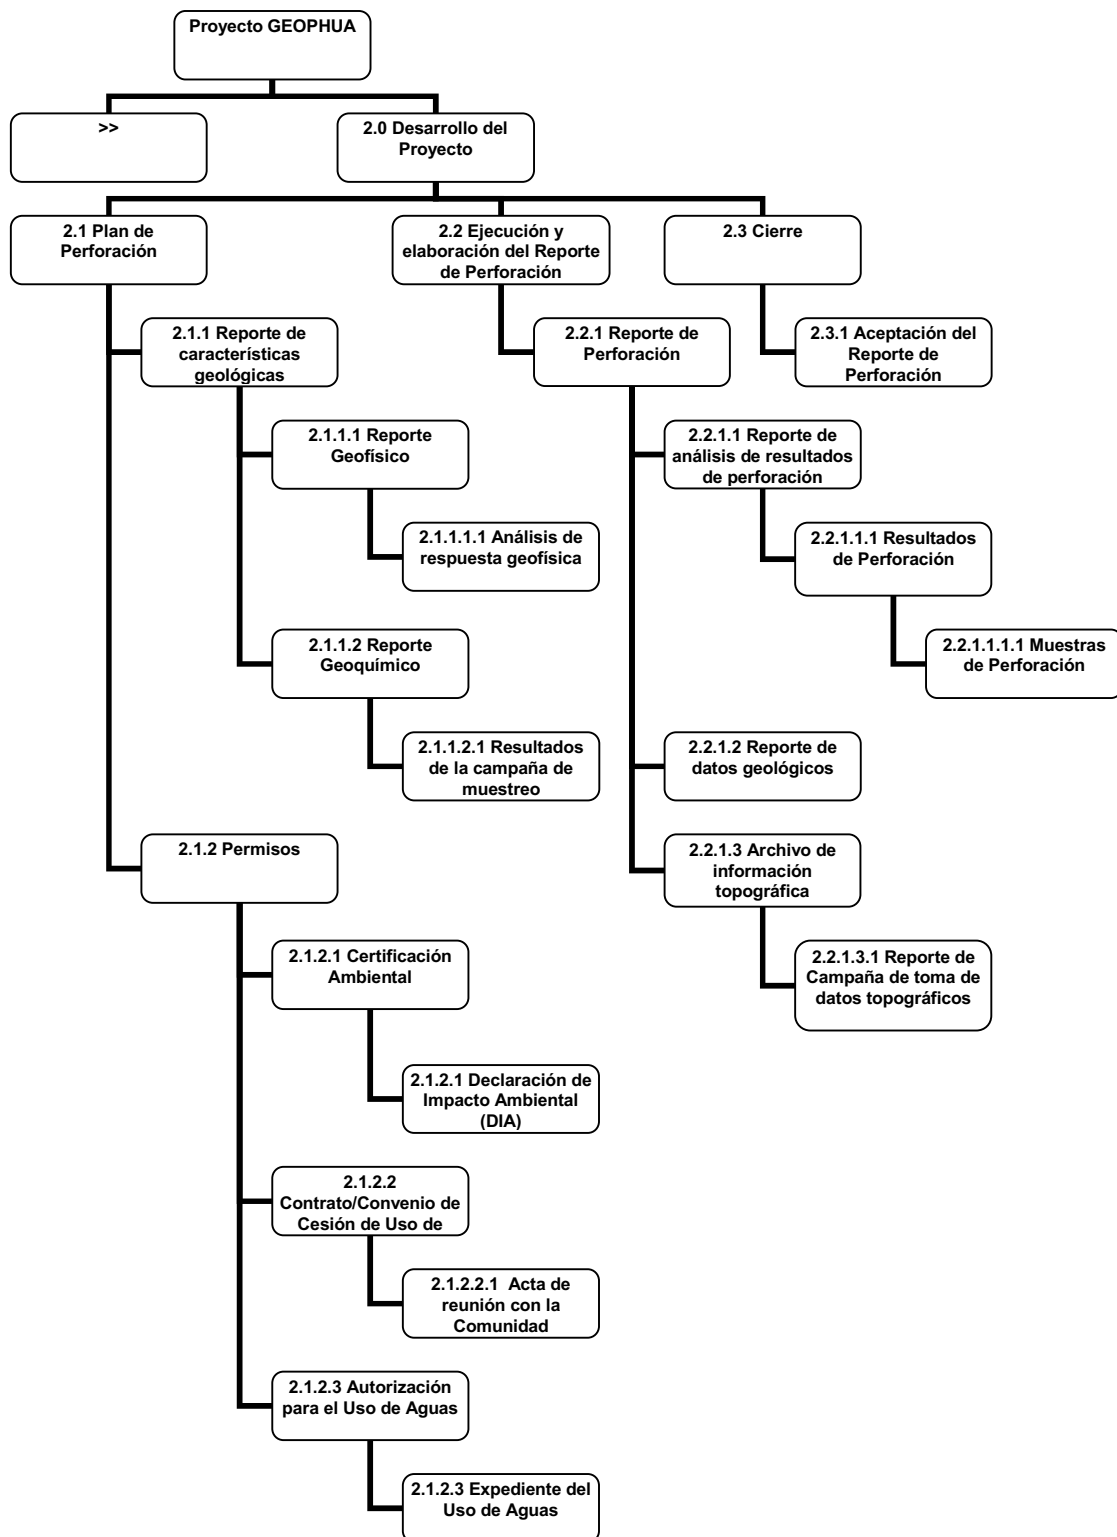 Proyecto GEOPHUA
>>
2.0 Desarrollo del
Proyecto
2.1 Plan de
Perforación
2.2 Ejecución y
elaboración del Reporte
de Perforación
2.3 Cierre
2.1.1 Reporte de
características
geológicas
2.2.1 Reporte de
Perforación
2.3.1 Aceptación del
Reporte de
Perforación
2.1.1.1 Reporte
Geofísico
2.2.1.1 Reporte de
análisis de resultados
de perforación
2.1.1.1.1 Análisis de
respuesta geofísica
2.2.1.1.1 Resultados
de Perforación
2.1.1.2 Reporte
Geoquímico
2.2.1.1.1.1 Muestras
de Perforación
2.1.1.2.1 Resultados
de la campaña de
muestreo
2.2.1.2 Reporte de
datos geológicos
2.1.2 Permisos
2.2.1.3 Archivo de
información
topográfica
2.1.2.1 Certificación
Ambiental
2.2.1.3.1 Reporte de
Campaña de toma de
datos topográficos
2.1.2.1 Declaración de
Impacto Ambiental
(DIA)
2.1.2.2
Contrato/Convenio de
Cesión de Uso de
2.1.2.2.1  Acta de
reunión con la
Comunidad
2.1.2.3 Autorización
para el Uso de Aguas
2.1.2.3 Expediente del
Uso de Aguas